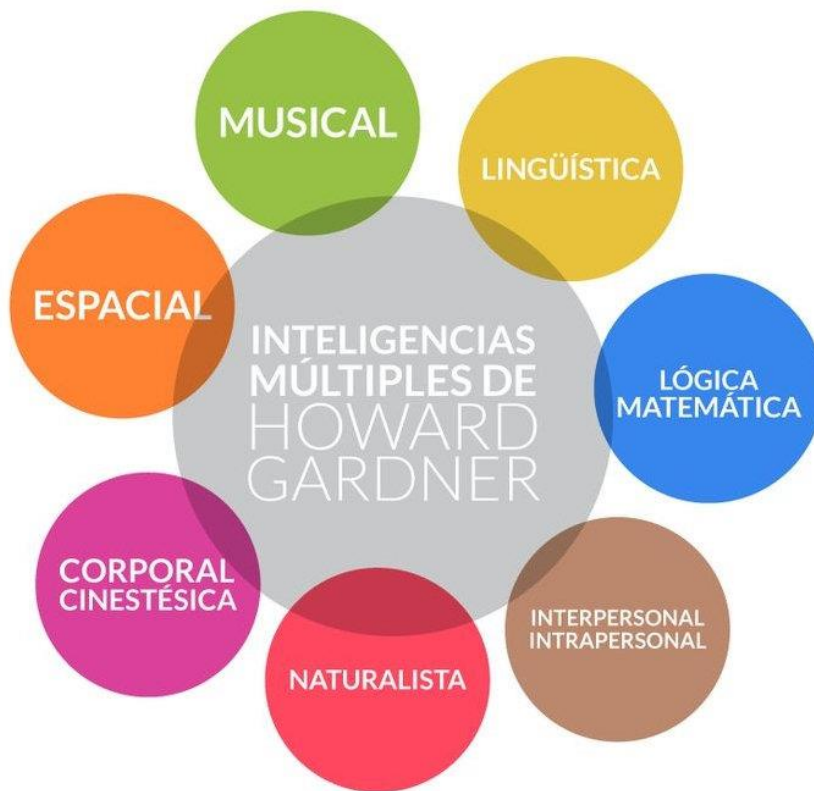 MUSICAL
LINGÜÍSTICA
ESPACIAL
INTELIGENCIAS
MÚLTIPLES DE
HOWARD
GARDNER
LÓGICA
MATEMÁTICA
CORPORAL
CINESTÉSICA
INTERPERSONAL
INTRAPERSONAL
NATURALISTA